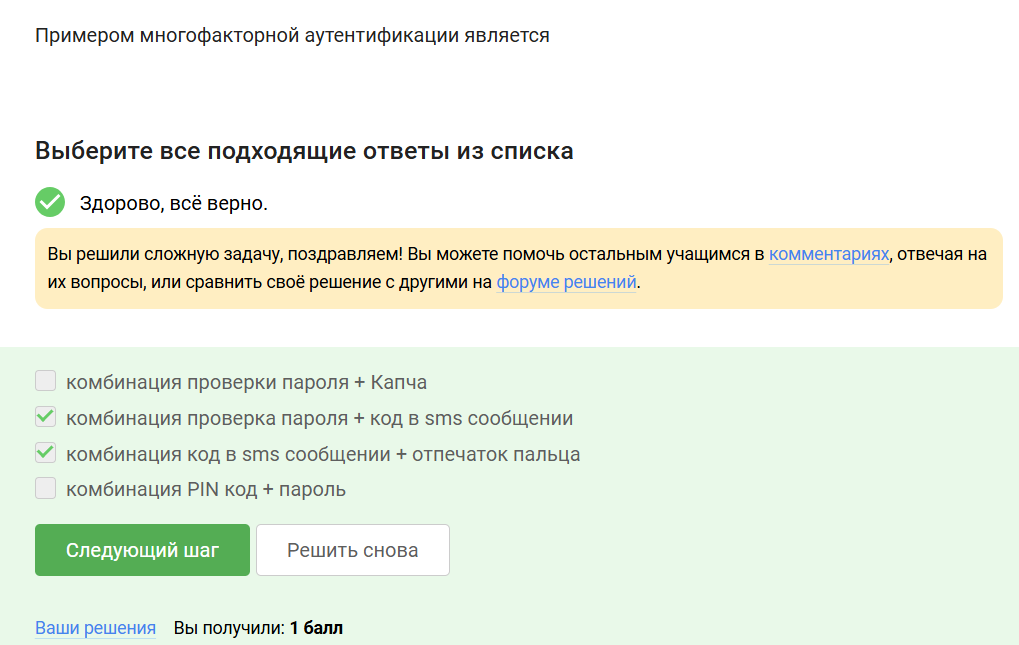 Примером многофакторной аутентификации является
Выберите все подходящие ответы из списка
Здорово, всё верно.
Вы решили сложную задачу, поздравляем! Вы можете помочь остальным учащимся в комментариях, отвечая на
их вопросы, или сравнить своё решение с другими на форуме решений.
комбинация проверки пароля + Капча
комбинация проверка пароля + код в sms сообщении
комбинация код в sms сообщении + отпечаток пальца
комбинация PIN код + пароль
Следующий шаг Решить снова
Ваши решения Вы получили: 1 балл